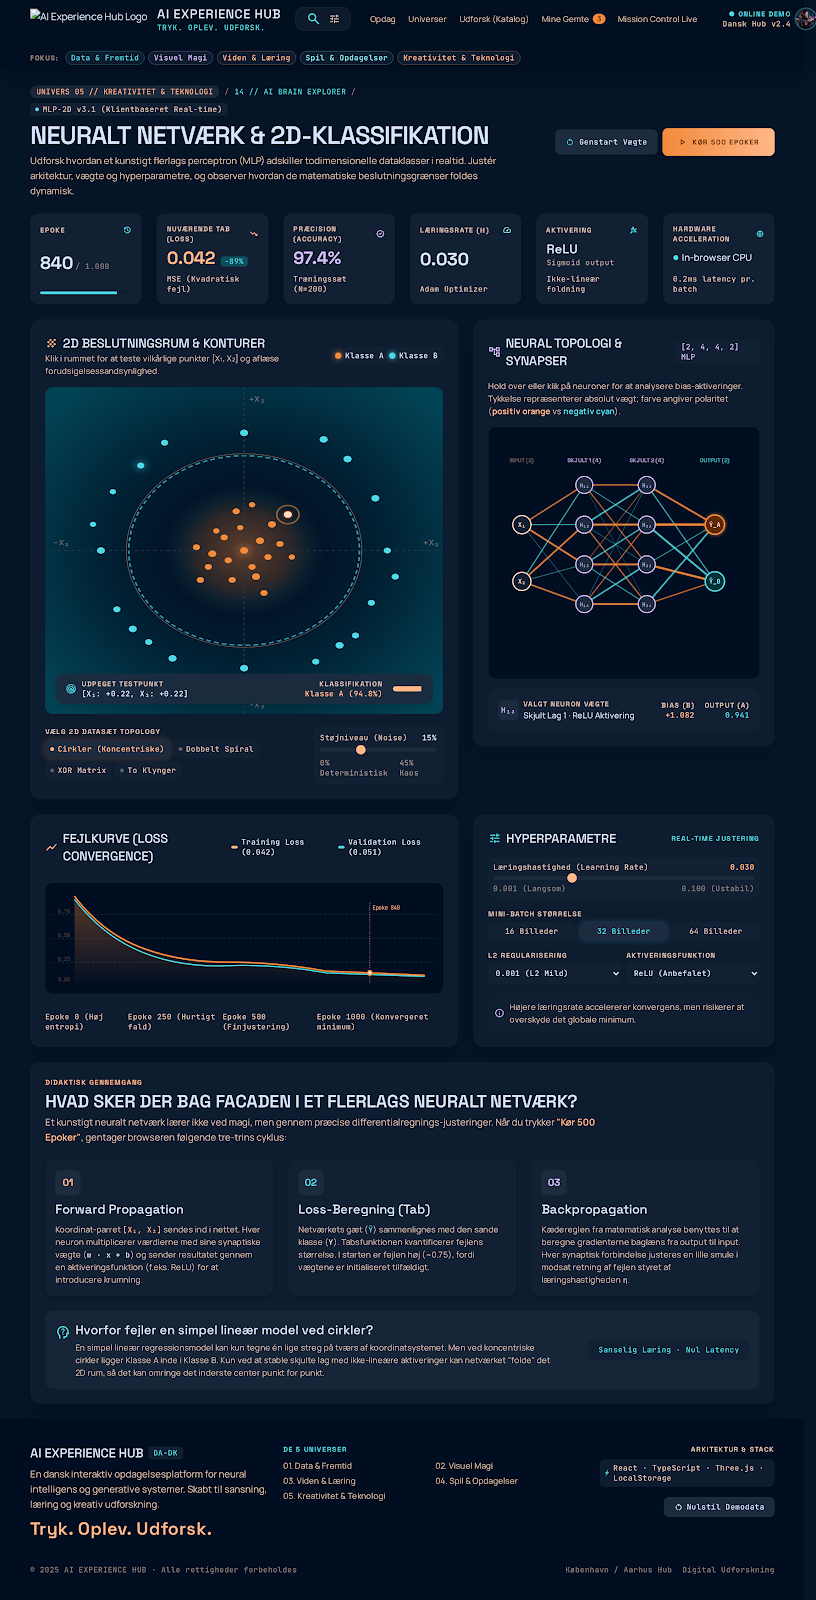 AI Experience Hub Logo
AI EXPERIENCE HUB
TRYK. OPLEV. UDFORSK.
Opdag
Universer
Udforsk (Katalog)
Mine Gemte
3
Mission Control Live
ONLINE DEMO
Dansk Hub v2.4
FOKUS:
Data & Fremtid
Visuel Magi
Viden & Læring
Spil & Opdagelser
Kreativitet & Teknologi
UNIVERS 05 // KREATIVITET & TEKNOLOGI / 14 // AI BRAIN EXPLORER /
MLP-2D v3.1 (Klientbaseret Real-time)
NEURALT NETVÆRK & 2D-KLASSIFIKATION
Udforsk hvordan et kunstigt flerlags perceptron (MLP) adskiller todimensionelle dataklasser i realtid. Justér
arkitektur, vægte og hyperparametre, og observer hvordan de matematiske beslutningsgrænser foldes
dynamisk.
Genstart Vægte
KØR 500 EPOKER
EPOKE
840 / 1.000
NUVÆRENDE TAB
(LOSS)
0.042 -89%
MSE (Kvadratisk
fejl)
PRÆCISION
(ACCURACY)
97.4%
Træningssæt
(N=200)
LÆRINGSRATE (Η)
0.030
Adam Optimizer
AKTIVERING
ReLU
Sigmoid output
Ikke-lineær
foldning
HARDWARE
ACCELERATION
In-browser CPU
0.2ms latency pr.
batch
2D BESLUTNINGSRUM & KONTURER
Klik i rummet for at teste vilkårlige punkter [X₁, X₂] og aflæse
forudsigelsessandsynlighed.
Klasse A
Klasse B
+X₂
-X₁
+X₁
-X₂
UDPEGET TESTPUNKT
[X₁: +0.22, X₂: +0.22]
KLASSIFIKATION
Klasse A (94.8%)
VÆLG 2D DATASÆT TOPOLOGY
Cirkler (Koncentriske)
Dobbelt Spiral
XOR Matrix
To Klynger
Støjniveau (Noise) 15%
0%
Deterministisk
45%
Kaos
NEURAL TOPOLOGI &
SYNAPSER
[2, 4, 4, 2]
MLP
Hold over eller klik på neuroner for at analysere bias-aktiveringer.
Tykkelse repræsenterer absolut vægt; farve angiver polaritet
(positiv orange vs negativ cyan).
INPUT (2)
SKJULT 1 (4)
SKJULT 2 (4)
OUTPUT (2)
X₁
X₂
H₁₁
H₁₂
H₁₃
H₁₄
H₂₁
H₂₂
H₂₃
H₂₄
Ŷ_A
Ŷ_B
H₁₂
VALGT NEURON VÆGTE
Skjult Lag 1 · ReLU Aktivering
BIAS (B)
+1.082
OUTPUT (A)
0.941
FEJLKURVE (LOSS
CONVERGENCE)
Training Loss
(0.042)
Validation Loss
(0.051)
0.75
0.50
0.25
0.00
Epoke 840
Epoke 0 (Høj
entropi)
Epoke 250 (Hurtigt
fald)
Epoke 500
(Finjustering)
Epoke 1000 (Konvergeret
minimum)
HYPERPARAMETRE
REAL-TIME JUSTERING
Læringshastighed (Learning Rate) 0.030
0.001 (Langsom)
0.100 (Ustabil)
MINI-BATCH STØRRELSE
16 Billeder
32 Billeder
64 Billeder
L2 REGULARISERING
0.001 (L2 Mild)
AKTIVERINGSFUNKTION
ReLU (Anbefalet)
Højere læringsrate accelererer konvergens, men risikerer at
overskyde det globale minimum.
DIDAKTISK GENNEMGANG
HVAD SKER DER BAG FACADEN I ET FLERLAGS NEURALT NETVÆRK?
Et kunstigt neuralt netværk lærer ikke ved magi, men gennem præcise differentialregnings-justeringer. Når du trykker "Kør 500
Epoker", gentager browseren følgende tre-trins cyklus:
01
Forward Propagation
Koordinat-parret [X₁, X₂] sendes ind i nettet. Hver
neuron multiplicerer værdierne med sine synaptiske
vægte (w · x + b) og sender resultatet gennem
en aktiveringsfunktion (f.eks. ReLU) for at
introducere krumning.
02
Loss-Beregning (Tab)
Netværkets gæt (Ŷ) sammenlignes med den sande
klasse (Y). Tabsfunktionen kvantificerer fejlens
størrelse. I starten er fejlen høj (~0.75), fordi
vægtene er initialiseret tilfældigt.
03
Backpropagation
Kædereglen fra matematisk analyse benyttes til at
beregne gradienterne baglæns fra output til input.
Hver synaptisk forbindelse justeres en lille smule i
modsat retning af fejlen styret af
læringshastigheden η.
Hvorfor fejler en simpel lineær model ved cirkler?
En simpel lineær regressionsmodel kan kun tegne én lige streg på tværs af koordinatsystemet. Men ved koncentriske
cirkler ligger Klasse A inde i Klasse B. Kun ved at stable skjulte lag med ikke-lineære aktiveringer kan netværket "folde" det
2D rum, så det kan omringe det inderste center punkt for punkt.
Sanselig Læring · Nul Latency
AI EXPERIENCE HUB DA-DK
En dansk interaktiv opdagelsesplatform for neural
intelligens og generative systemer. Skabt til sansning,
læring og kreativ udforskning.
Tryk. Oplev. Udforsk.
DE 5 UNIVERSER
01. Data & Fremtid
02. Visuel Magi
03. Viden & Læring
04. Spil & Opdagelser
05. Kreativitet & Teknologi
ARKITEKTUR & STACK
React · TypeScript · Three.js ·
LocalStorage
Nulstil Demodata
© 2025 AI EXPERIENCE HUB · Alle rettigheder forbeholdes
København / Aarhus Hub
Digital Udforskning